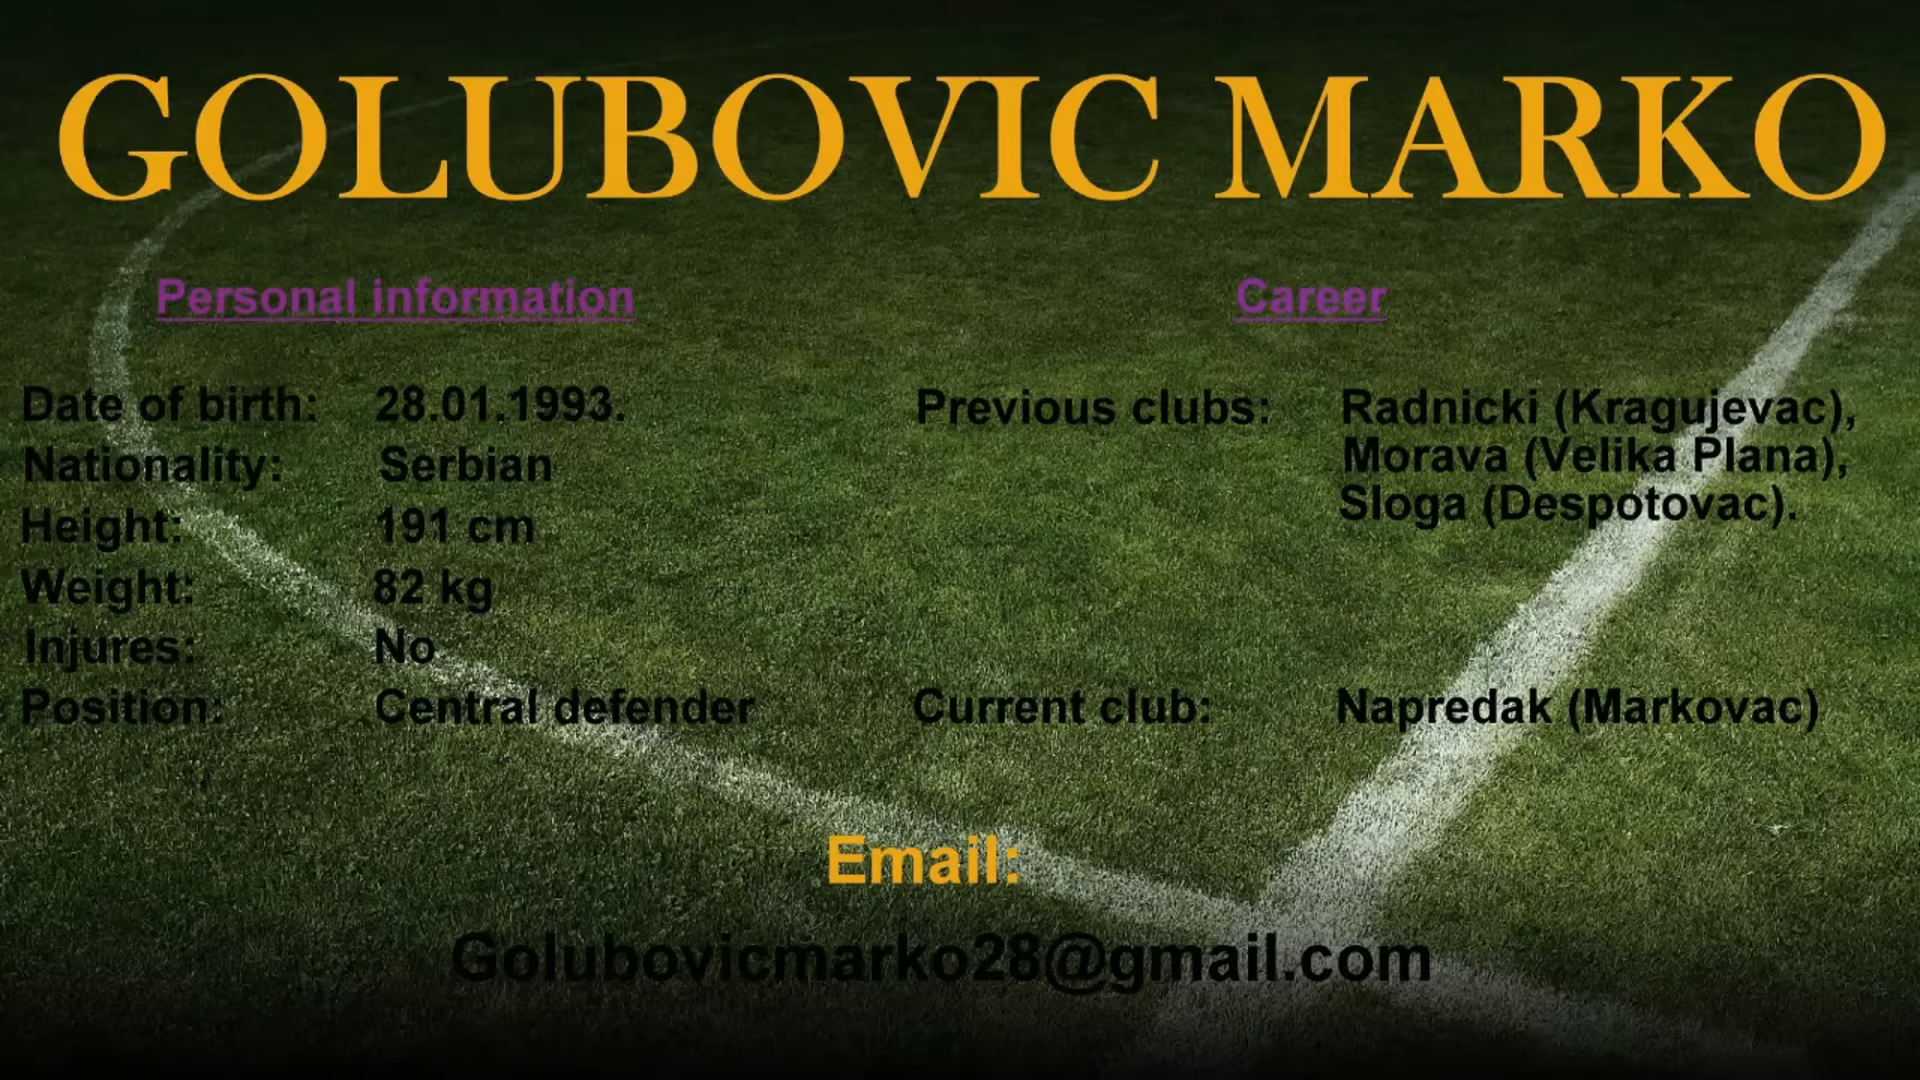 GOLUBOVIC MARKO
Personal information
Date of birth: 28.01.1993.
Nationality: Serbian
Height: 191 cm
Weight: 82 kg
Injures: No
Position: Central defender
Career
Previous clubs: Radnicki (Kragujevac),
Morava (Velika Plana),
Sloga (Despotovac).
Current club: Napredak (Markovac)
Email:
Golubovicmarko28@gmail.com